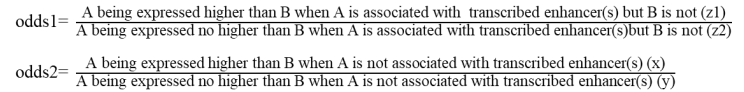 odds1= A being expressed higher than B when A is associated with transcribed enhancer(s) but B is not (z1)
A being expressed no higher than B when A is associated with transcribed enhancer(s)but B is not (z2)
odds2= A being expressed higher than B when A is not associated with transcribed enhancer(s) (x)
A being expressed no higher than B when A is not associated with transcribed enhancer(s) (y)